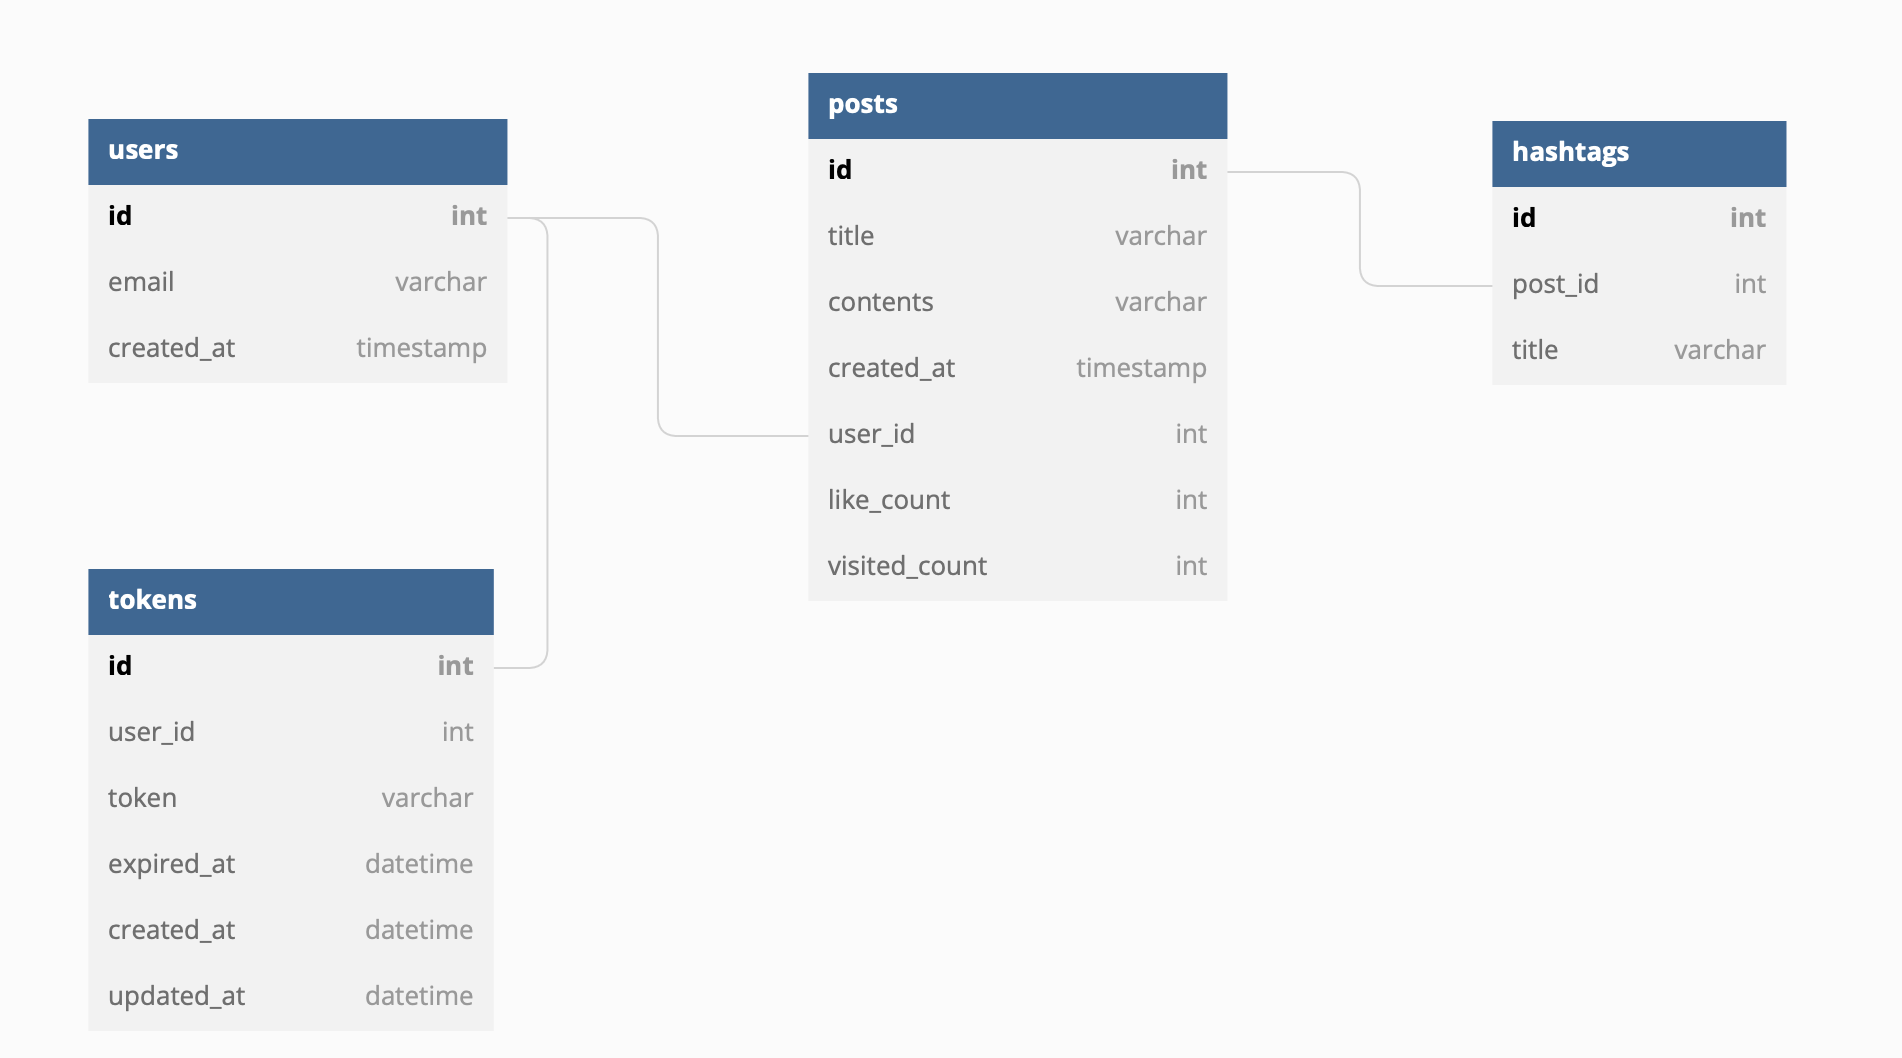 users
id int
email varchar
created_at timestamp
posts
id int
title varchar
contents varchar
created_at timestamp
user_id int
like_count int
visited_count int
hashtags
id int
post_id int
title varchar
tokens
id int
user_id int
token varchar
expired_at datetime
created_at datetime
updated_at datetime